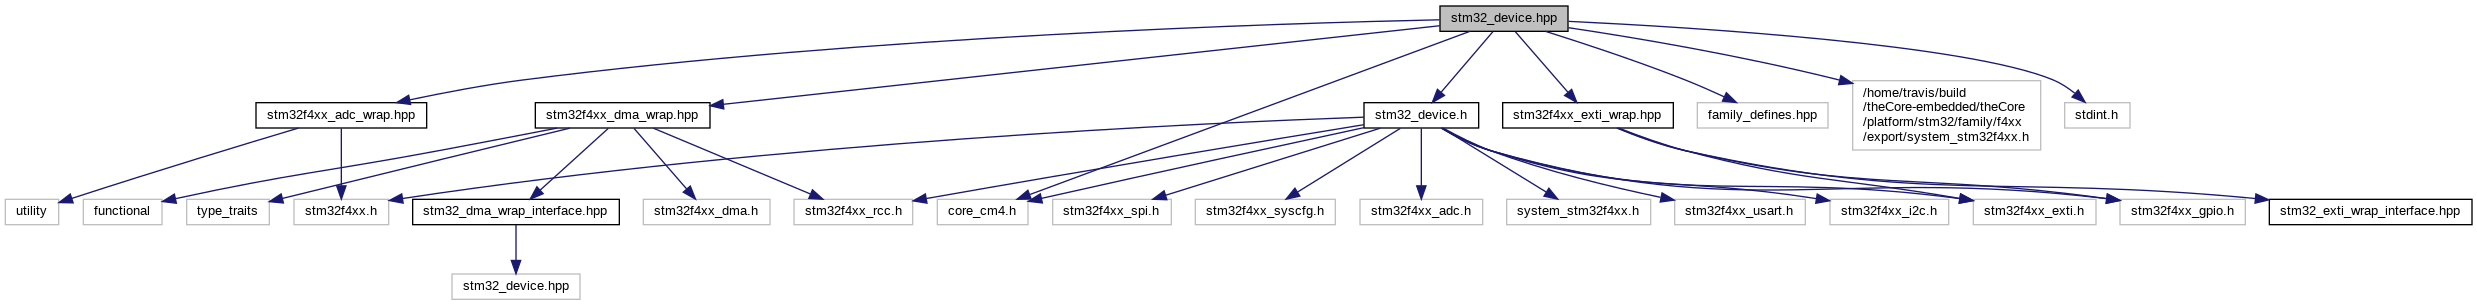 stm32_device.hpp
stm32f4xx_adc_wrap.hpp
stm32f4xx_dma_wrap.hpp
stm32_device.h
stm32f4xx_exti_wrap.hpp
family_defines.hpp
/home/travis/build
/theCore-embedded/theCore
/platform/stm32/family/f4xx
/export/system_stm32f4xx.h
stdint.h
utility
functional
type_traits
stm32f4xx.h
stm32_dma_wrap_interface.hpp
stm32f4xx_dma.h
stm32f4xx_rcc.h
core_cm4.h
stm32f4xx_spi.h
stm32f4xx_syscfg.h
stm32f4xx_adc.h
system_stm32f4xx.h
stm32f4xx_usart.h
stm32f4xx_i2c.h
stm32f4xx_exti.h
stm32f4xx_gpio.h
stm32_exti_wrap_interface.hpp
stm32_device.hpp